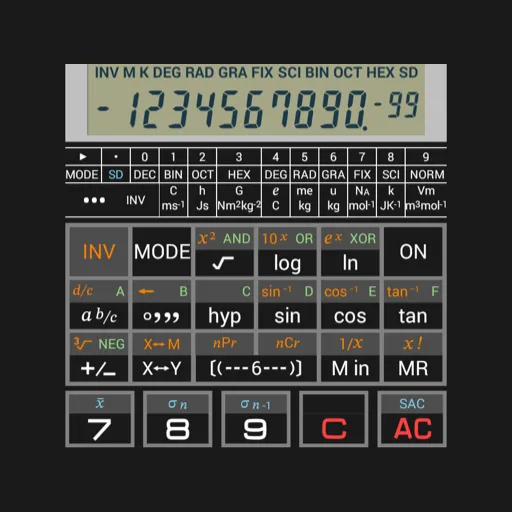 INV M K DEG RAD GRA FIX SCI BIN OCT HEX SD
- 1234567890. -99
▶ · 0 1 2 3 4 5 6 7 8 9
MODE SD DEC BIN OCT HEX DEG RAD GRA FIX SCI NORM
••• INV C h G e me u NA k Vm
ms-1 Js Nm2kg-2 C kg kg mol-1 JK-1 m3mol-1
x2 AND 10x OR ex XOR
INV MODE √ log ln ON
d/c A ← B C sin-1 D cos-1 E tan-1 F
a b/c o,,, hyp sin cos tan
3√ NEG X↔M nPr nCr 1/x x!
+/− X↔Y [(---6---)] M in MR
x̄ σn σn-1 SAC
7 8 9 C AC